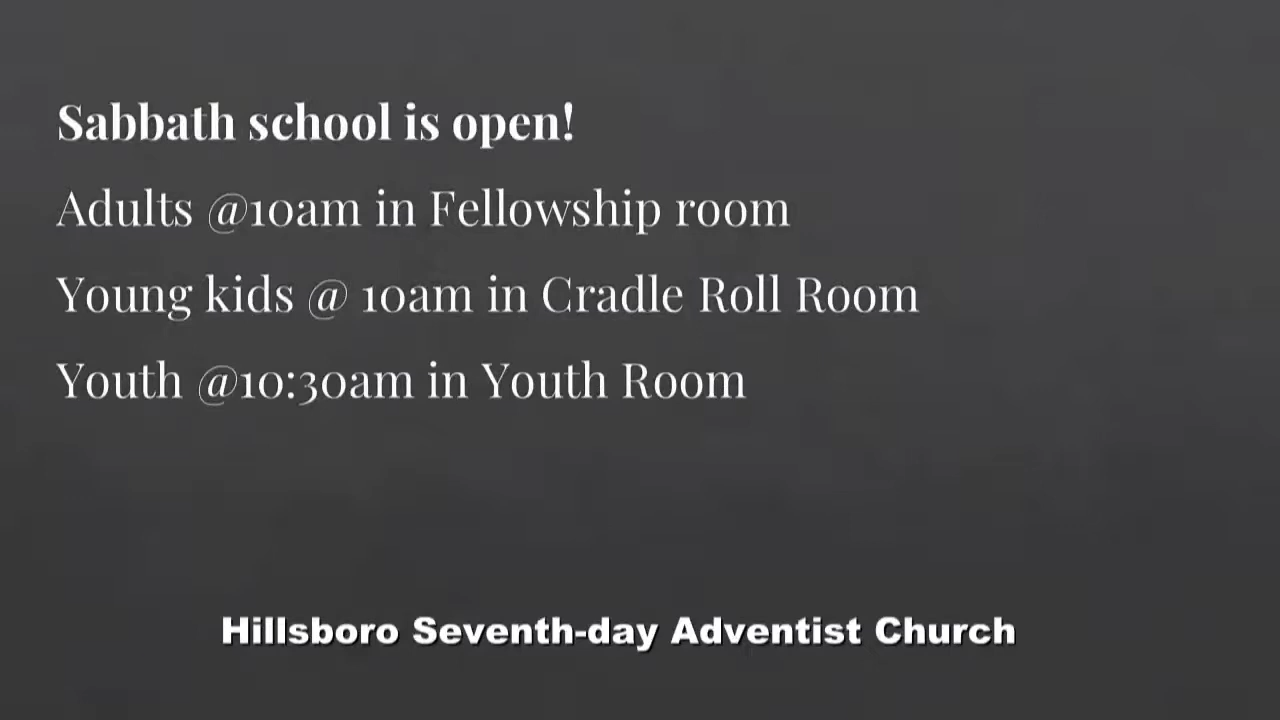 Sabbath school is open!
Adults @10am in Fellowship room
Young kids @ 10am in Cradle Roll Room
Youth @10:30am in Youth Room
Hillsboro Seventh-day Adventist Church